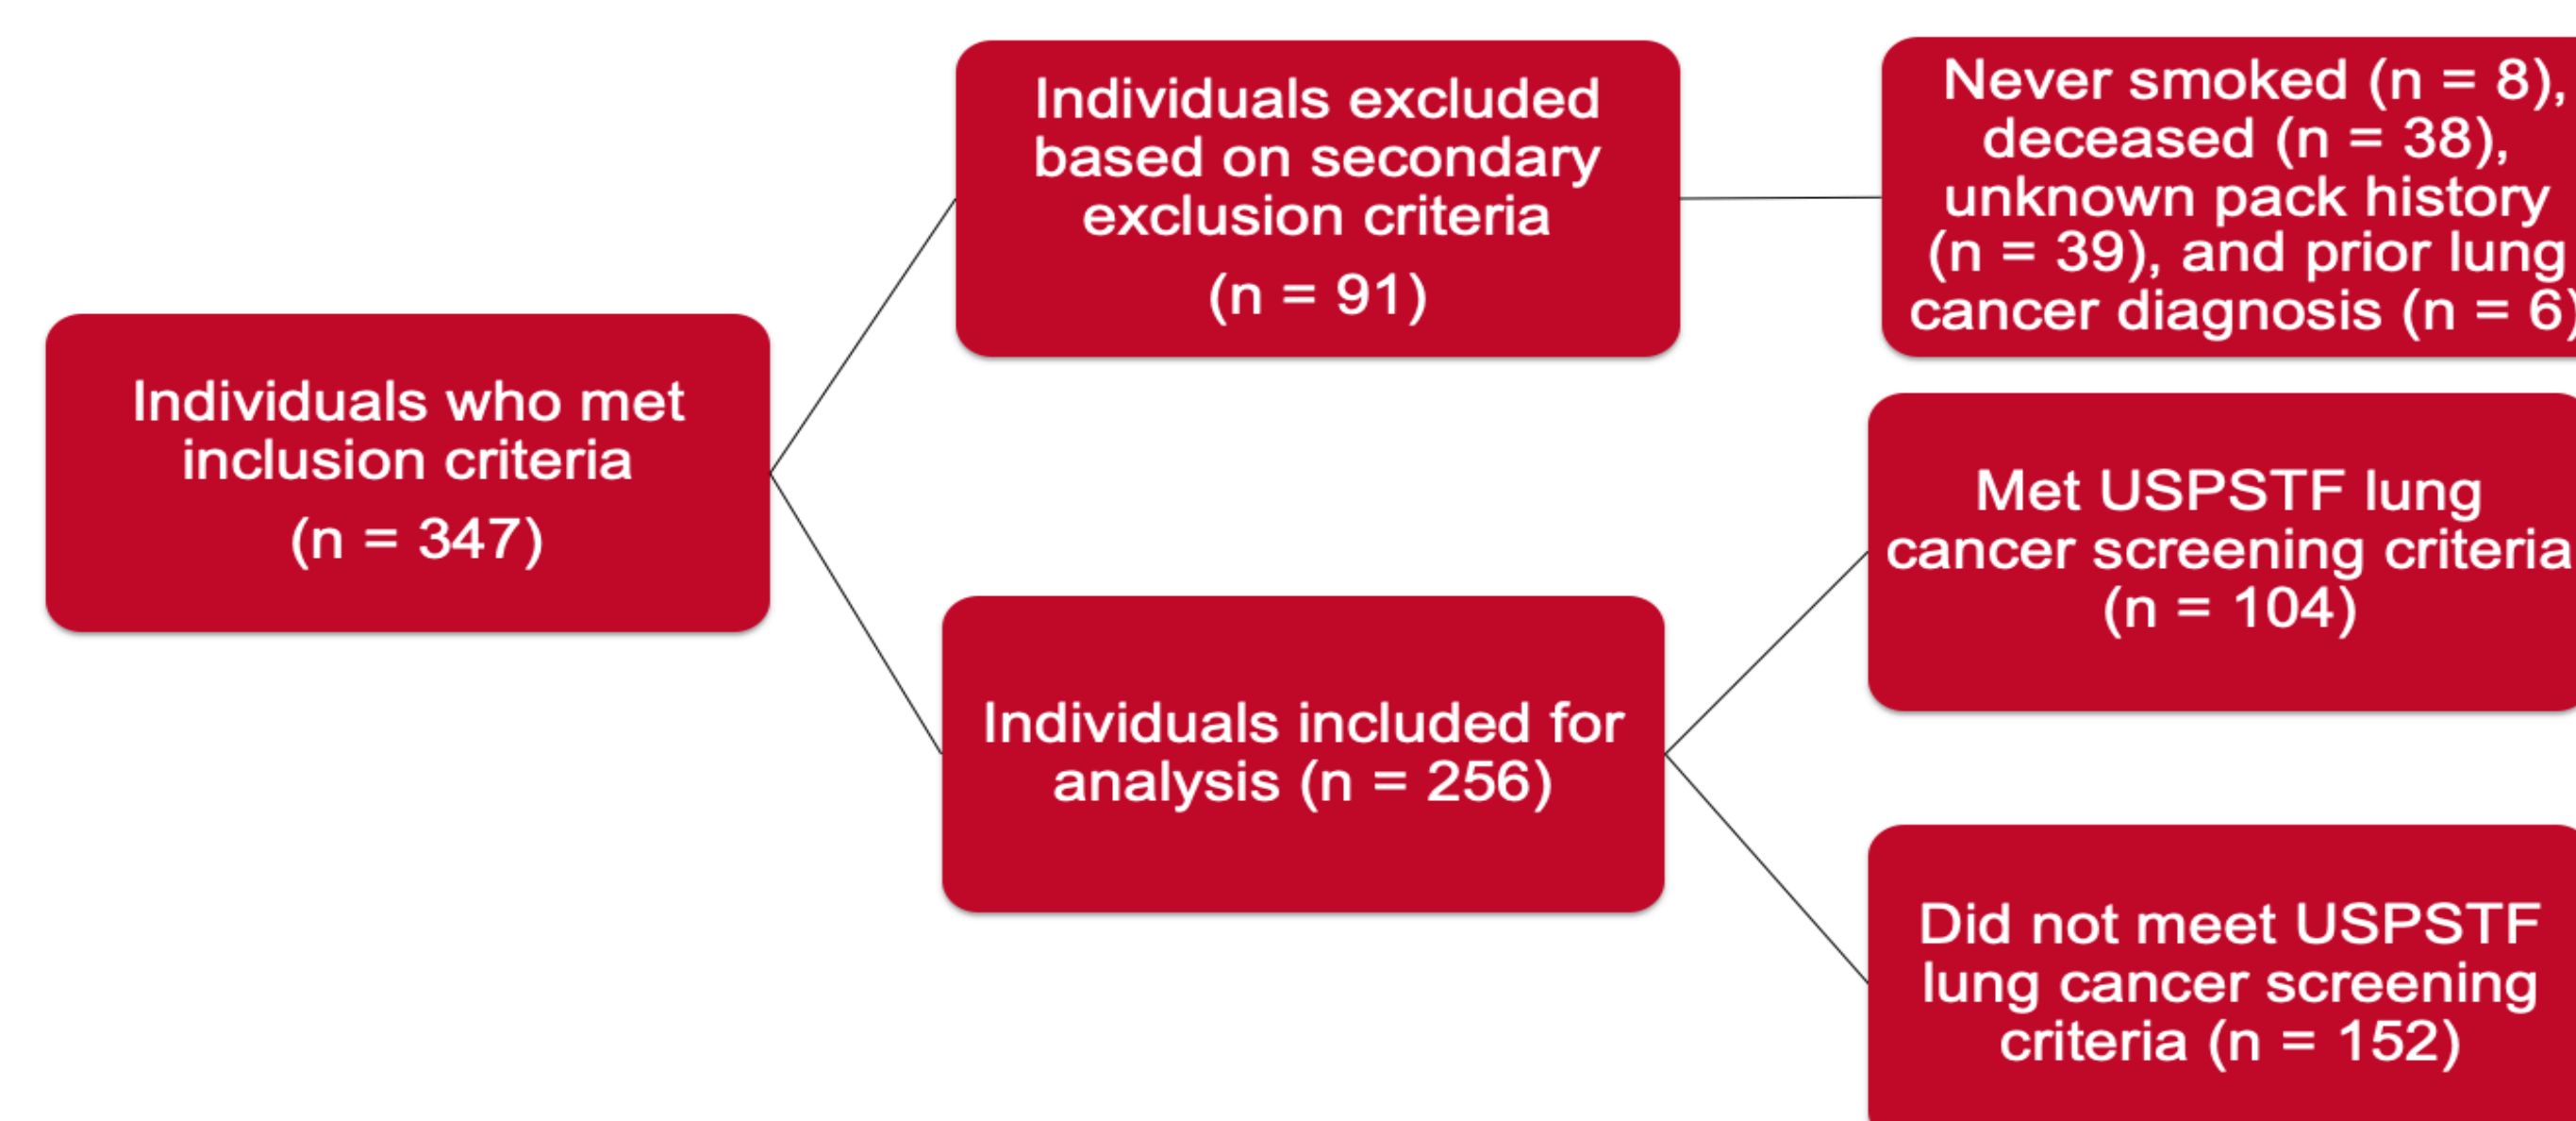 Individuals who met
inclusion criteria
(n = 347)
Individuals excluded
based on secondary
exclusion criteria
(n = 91)
Never smoked (n = 8),
deceased (n = 38),
unknown pack history
(n = 39), and prior lung
cancer diagnosis (n = 6)
Individuals included for
analysis (n = 256)
Met USPSTF lung
cancer screening criteria
(n = 104)
Did not meet USPSTF
lung cancer screening
criteria (n = 152)